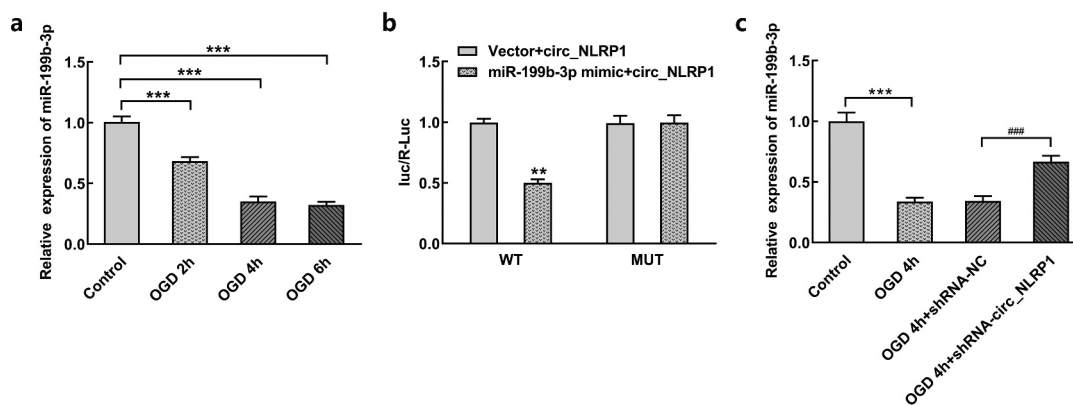 a
Relative expression of miR-199b-3p
1.5
1.0
0.5
0.0
***
***
***
Control
OGD 2h
OGD 4h
OGD 6h
b
luc/R-Luc
1.5
1.0
0.5
0.0
Vector+circ_NLRP1
miR-199b-3p mimic+circ_NLRP1
**
WT
MUT
c
Relative expression of miR-199b-3p
1.5
1.0
0.5
0.0
***
###
Control
OGD 4h
OGD 4h+shRNA-NC
OGD 4h+shRNA-circ_NLRP1